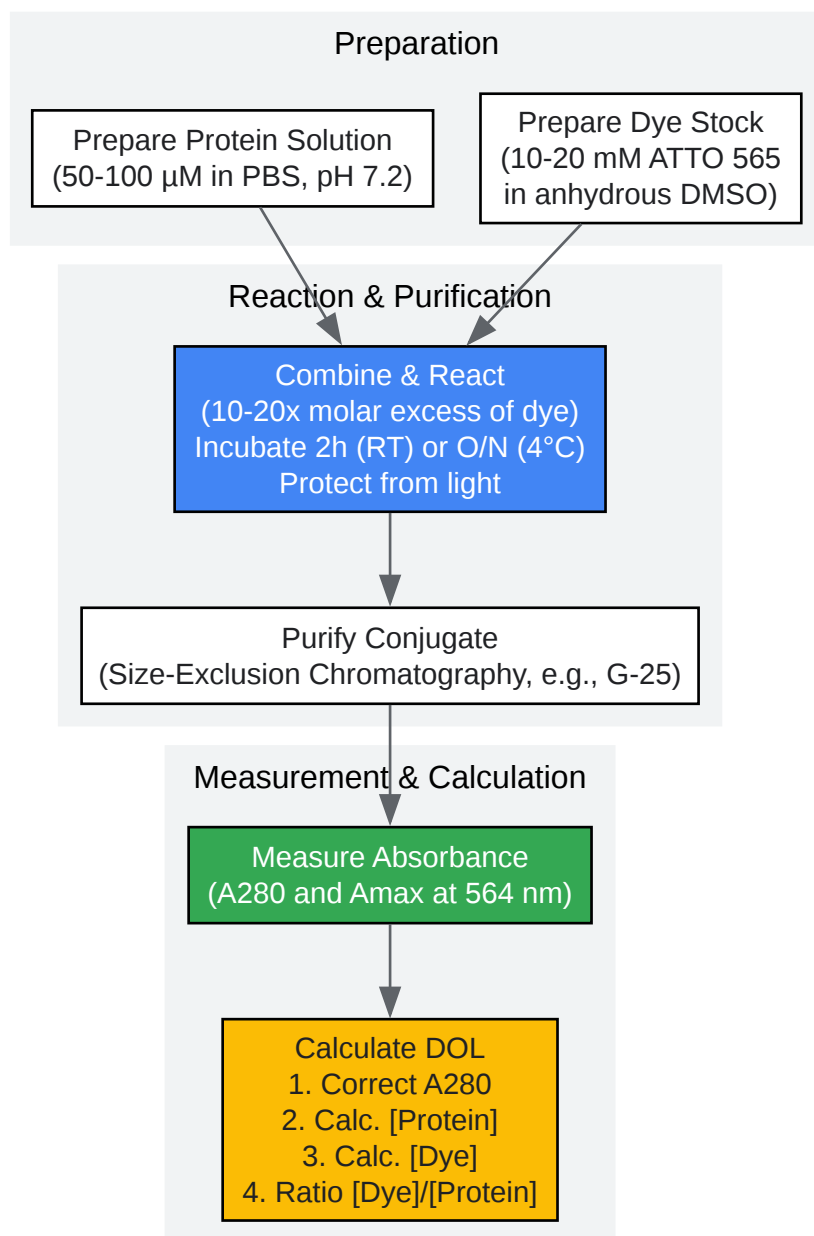 Preparation
Prepare Protein Solution
(50-100 µM in PBS, pH 7.2)
Prepare Dye Stock
(10-20 mM ATTO 565
in anhydrous DMSO)
Reaction & Purification
Combine & React
(10-20x molar excess of dye)
Incubate 2h (RT) or O/N (4°C)
Protect from light
Purify Conjugate
(Size-Exclusion Chromatography, e.g., G-25)
Measurement & Calculation
Measure Absorbance
(A280 and Amax at 564 nm)
Calculate DOL
1. Correct A280
2. Calc. [Protein]
3. Calc. [Dye]
4. Ratio [Dye]/[Protein]